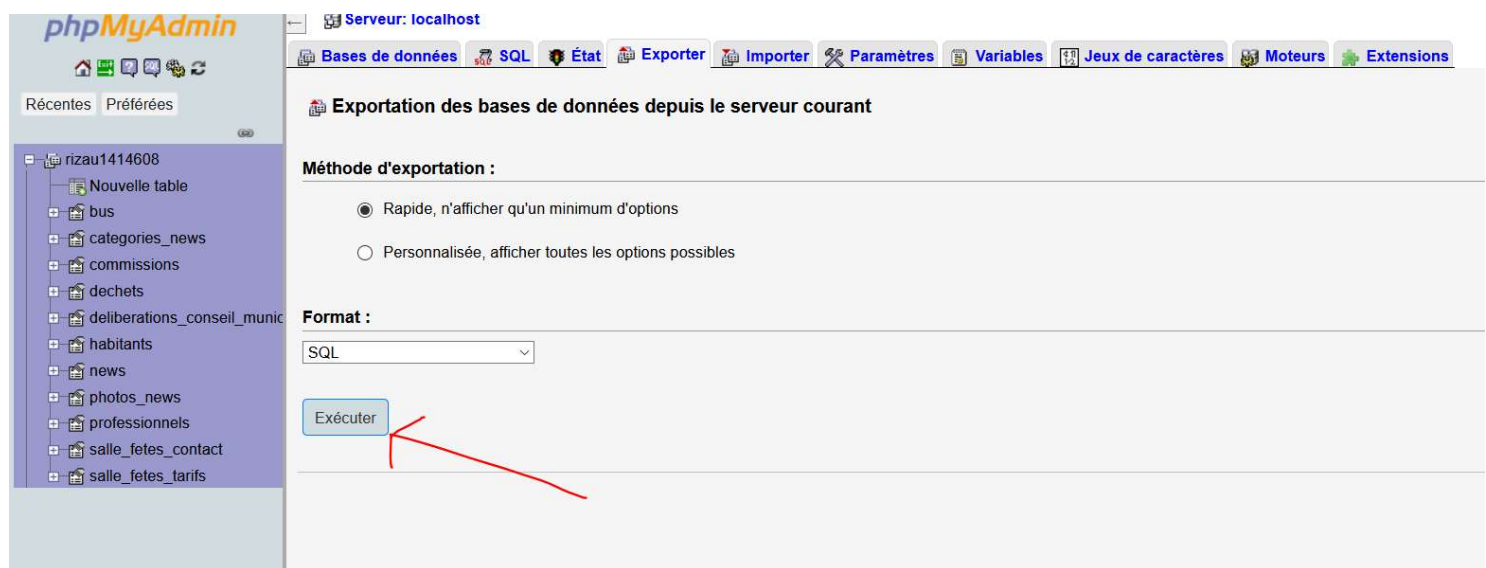 phpMyAdmin
Récentes Préférées
rizau1414608
Nouvelle table
bus
categories_news
commissions
dechets
deliberations_conseil_munic
habitants
news
photos_news
professionnels
salle_fetes_contact
salle_fetes_tarifs
Serveur: localhost
Bases de données SQL État Exporter Importer Paramètres Variables Jeux de caractères Moteurs Extensions
Exportation des bases de données depuis le serveur courant
Méthode d'exportation :
Rapide, n'afficher qu'un minimum d'options
Personnalisée, afficher toutes les options possibles
Format :
SQL
Exécuter